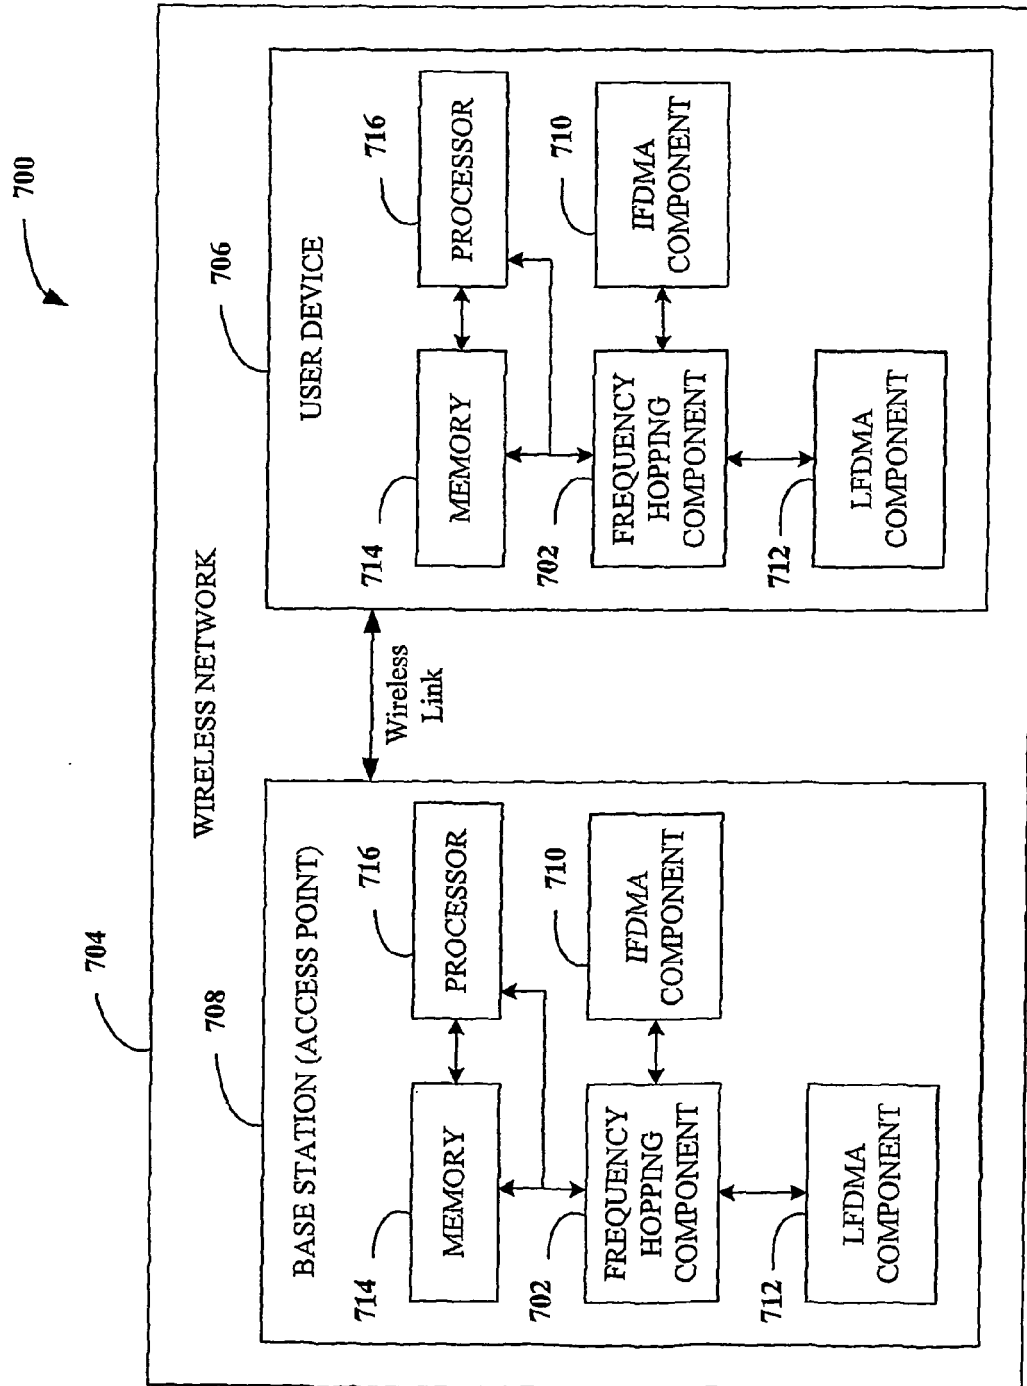 700
704
WIRELESS NETWORK
708
BASE STATION (ACCESS POINT)
714
MEMORY
716
PROCESSOR
702
FREQUENCY
HOPPING
COMPONENT
710
IFDMA
COMPONENT
712
LFDMA
COMPONENT
Wireless
Link
706
USER DEVICE
714
MEMORY
716
PROCESSOR
702
FREQUENCY
HOPPING
COMPONENT
710
IFDMA
COMPONENT
712
LFDMA
COMPONENT